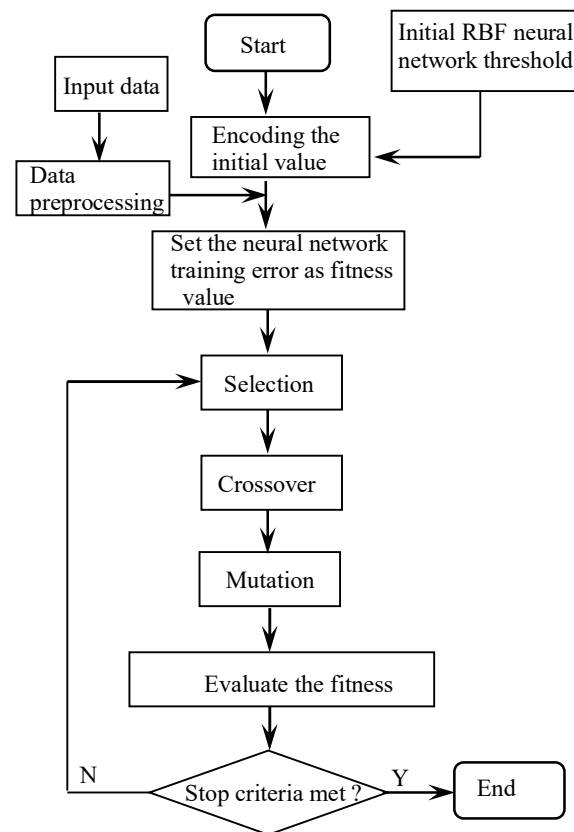 Start
Initial RBF neural
network threshold
Input data
Encoding the
initial value
Data
preprocessing
Set the neural network
training error as fitness
value
Selection
Crossover
Mutation
Evaluate the fitness
N
Stop criteria met ?
Y
End